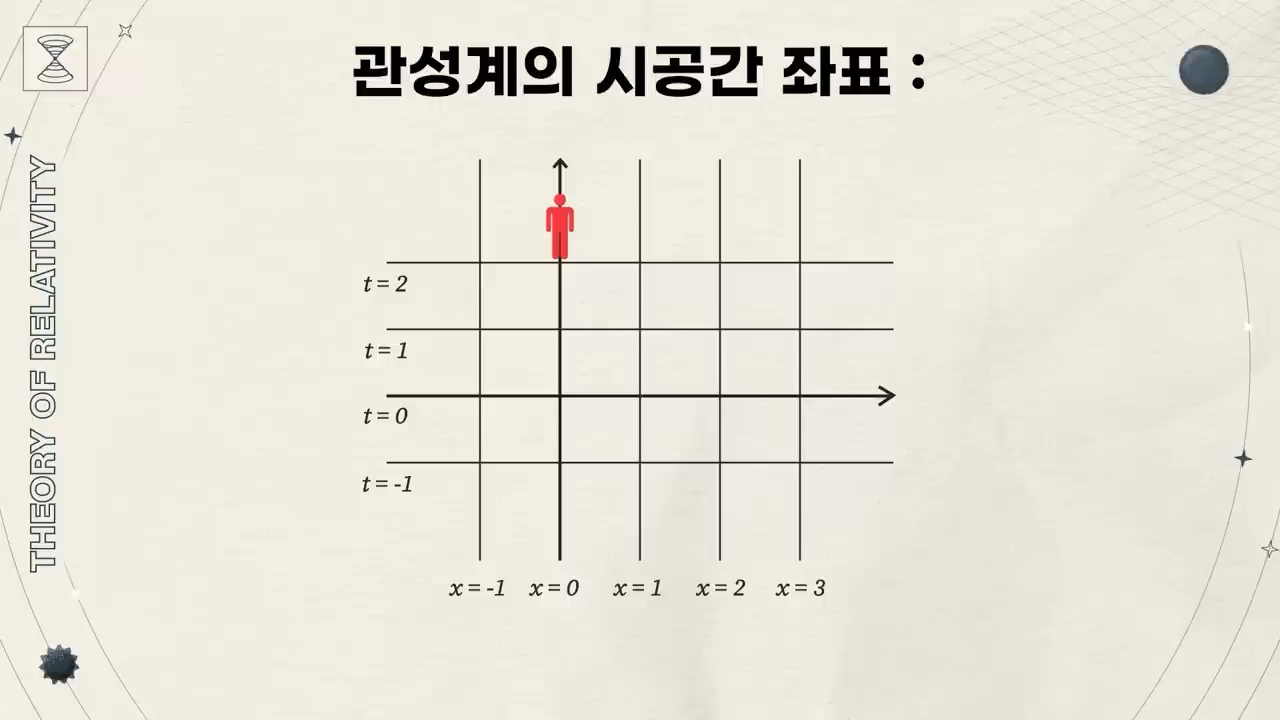 관성계의 시공간 좌표 :
THEORY OF RELATIVITY
t = 2
t = 1
t = 0
t = -1
x = -1 x = 0 x = 1 x = 2 x = 3